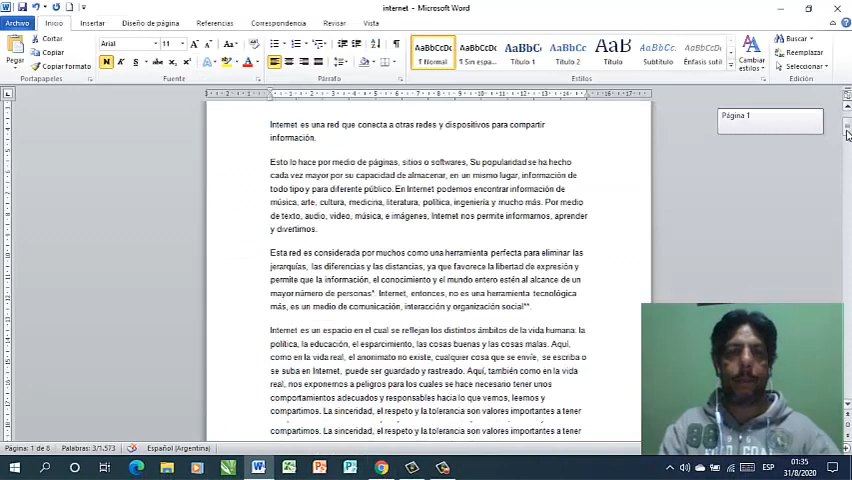 internet - Microsoft Word
Archivo Inicio Insertar Diseño de página Referencias Correspondencia Revisar Vista
Pegar
Cortar
Copiar
Copiar formato
Portapapeles
Arial 11
N K S
Fuente
Párrafo
AaBbCcDc AaBbCcDc AaBbC AaBbCc AaB AaBbCc. AaBbCcDc
¶ Normal ¶ Sin espa... Título 1 Título 2 Título Subtítulo Énfasis sutil
Estilos
Cambiar
estilos
Buscar
Reemplazar
Seleccionar
Edición
Página 1
Internet es una red que conecta a otras redes y dispositivos para compartir
información.
Esto lo hace por medio de páginas, sitios o softwares, Su popularidad se ha hecho
cada vez mayor por su capacidad de almacenar, en un mismo lugar, información de
todo tipo y para diferente público. En Internet podemos encontrar información de
música, arte, cultura, medicina, literatura, política, ingeniería y mucho más. Por medio
de texto, audio, video, música, e imágenes, Internet nos permite informarnos, aprender
y divertirnos.
Esta red es considerada por muchos como una herramienta perfecta para eliminar las
jerarquías, las diferencias y las distancias, ya que favorece la libertad de expresión y
permite que la información, el conocimiento y el mundo entero estén al alcance de un
mayor número de personas*. Internet, entonces, no es una herramienta tecnológica
más, es un medio de comunicación, interacción y organización social**.
Internet es un espacio en el cual se reflejan los distintos ámbitos de la vida humana: la
política, la educación, el esparcimiento, las cosas buenas y las cosas malas. Aquí,
como en la vida real, el anonimato no existe, cualquier cosa que se envíe, se escriba o
se suba en Internet, puede ser guardado y rastreado. Aquí, también como en la vida
real, nos exponemos a peligros para los cuales se hace necesario tener unos
comportamientos adecuados y responsables hacia lo que vemos, leemos y
compartimos. La sinceridad, el respeto y la tolerancia son valores importantes a tener
compartimos. La sinceridad, el respeto y la tolerancia son valores importantes a tener
Página: 1 de 8 Palabras: 3/1.573 Español (Argentina)
ESP
01:35
31/8/2020